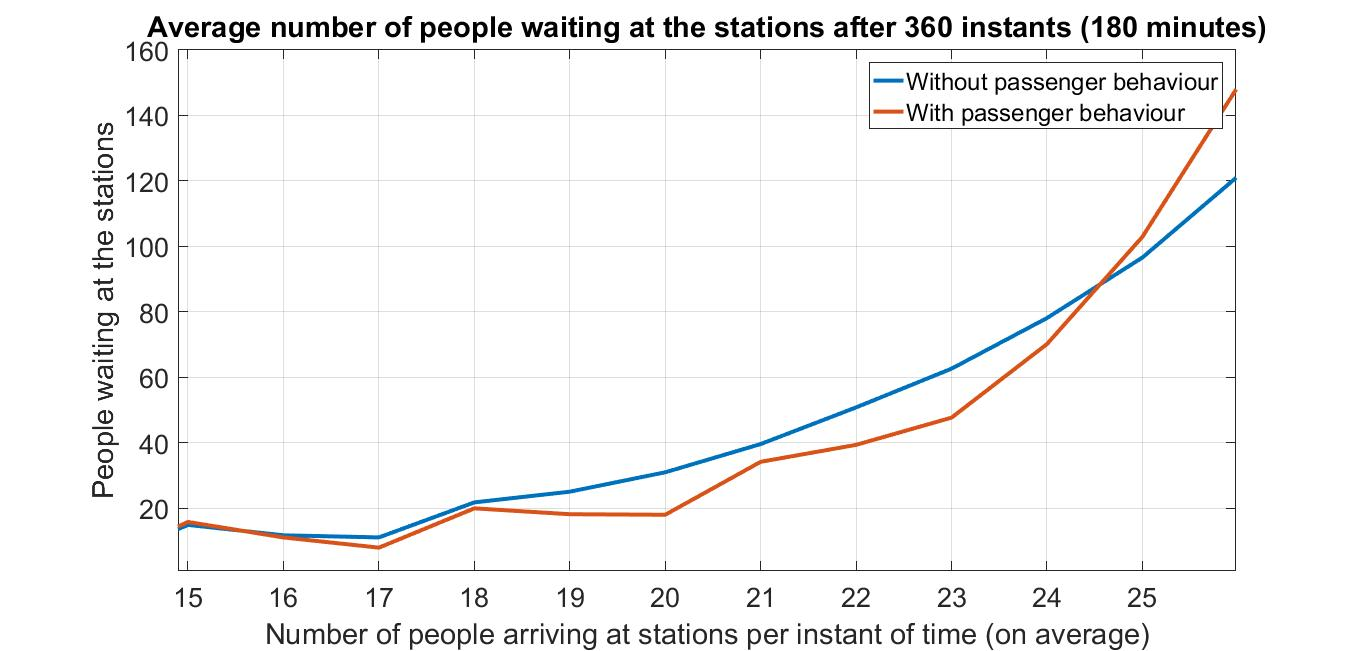 Average number of people waiting at the stations after 360 instants (180 minutes)
160
140
120
100
80
60
40
20
People waiting at the stations
Without passenger behaviour
With passenger behaviour
15 16 17 18 19 20 21 22 23 24 25
Number of people arriving at stations per instant of time (on average)